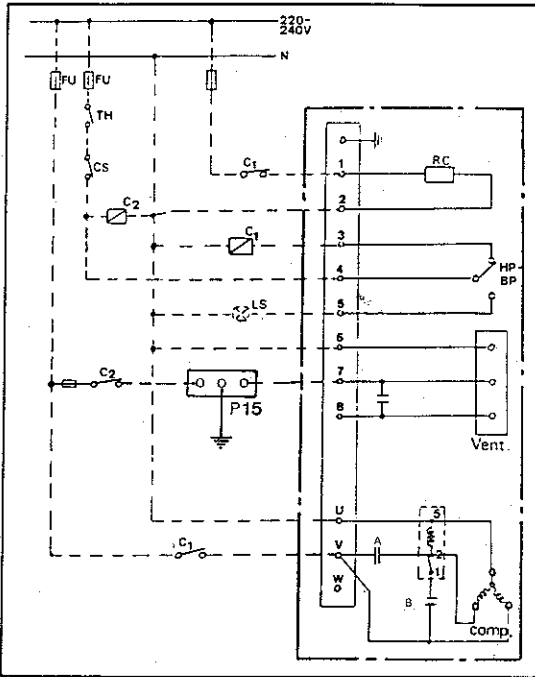 220-
240V
N
FU
FU
TH
C1
1
RC
CS
C2
2
3
C1
4
HP
BP
5
LS
6
7
C2
P15
8
Vent.
U
5
A
C1
V
2
1
W
B
comp.